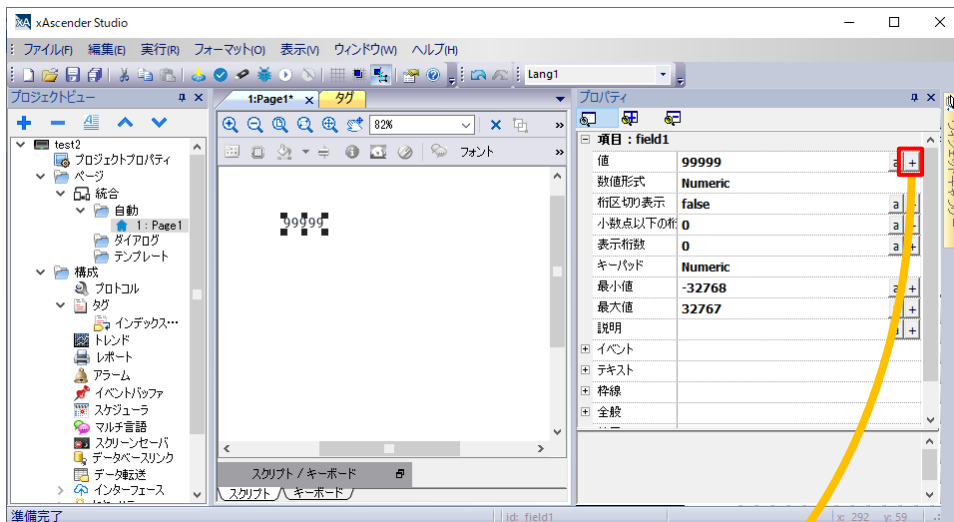 xAscender Studio
ファイル(F) 編集(E) 実行(R) フォーマット(O) 表示(V) ウィンドウ(W) ヘルプ(H)
Lang1
プロジェクトビュー
test2
プロジェクトプロパティ
ページ
統合
自動
1 : Page1
ダイアログ
テンプレート
構成
プロトコル
タグ
インデックス…
トレンド
レポート
アラーム
イベントバッファ
スケジューラ
マルチ言語
スクリーンセーバ
データベースリンク
データ転送
インターフェース
1:Page1* x タグ
82%
フォント
99999
スクリプト / キーボード
スクリプト キーボード
プロパティ
項目 : field1
値 99999 a +
数値形式 Numeric
桁区切り表示 false a
小数点以下の桁 0 a
表示桁数 0 a +
キーパッド Numeric
最小値 -32768 a +
最大値 32767 +
説明 +
イベント
テキスト
枠線
全般
準備完了
id: field1
x: 292 y: 59